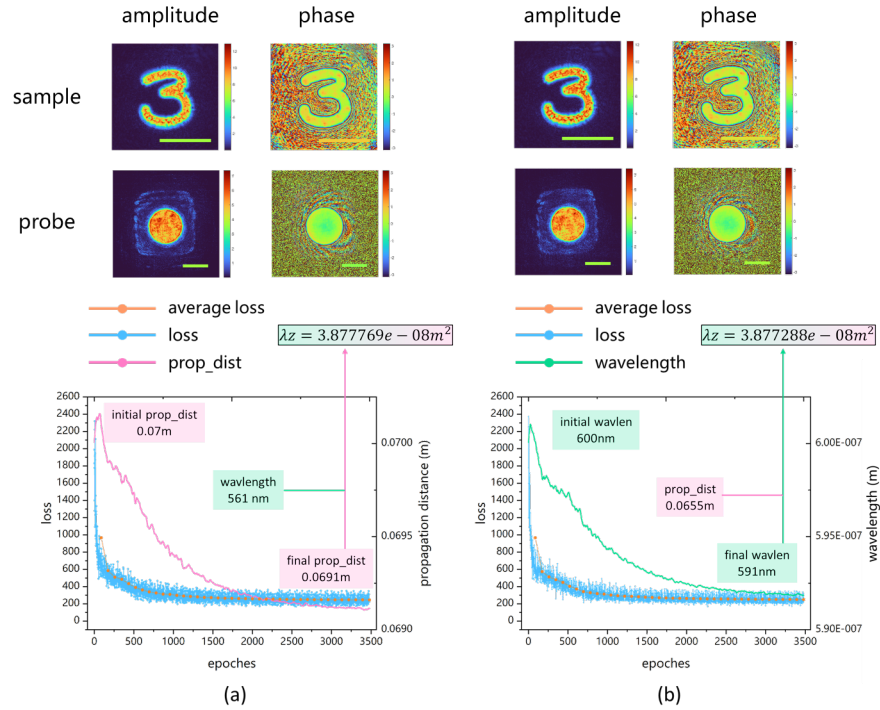 amplitude phase amplitude phase
sample
probe
average loss
loss
prop_dist
λz = 3.877769e − 08m²
2600
2400
2200
2000
1800
1600
1400
1200
1000
800
600
400
200
0
loss
initial prop_dist
0.07m
wavlength
561 nm
final prop_dist
0.0691m
0.0700
0.0695
0.0690
propagation distance (m)
0 500 1000 1500 2000 2500 3000 3500
epoches
(a)
average loss
loss
wavelength
λz = 3.877288e − 08m²
2600
2400
2200
2000
1800
1600
1400
1200
1000
800
600
400
200
0
loss
initial wavlen
600nm
prop_dist
0.0655m
final wavlen
591nm
6.00E-007
5.95E-007
5.90E-007
wavelength (m)
0 500 1000 1500 2000 2500 3000 3500
epoches
(b)